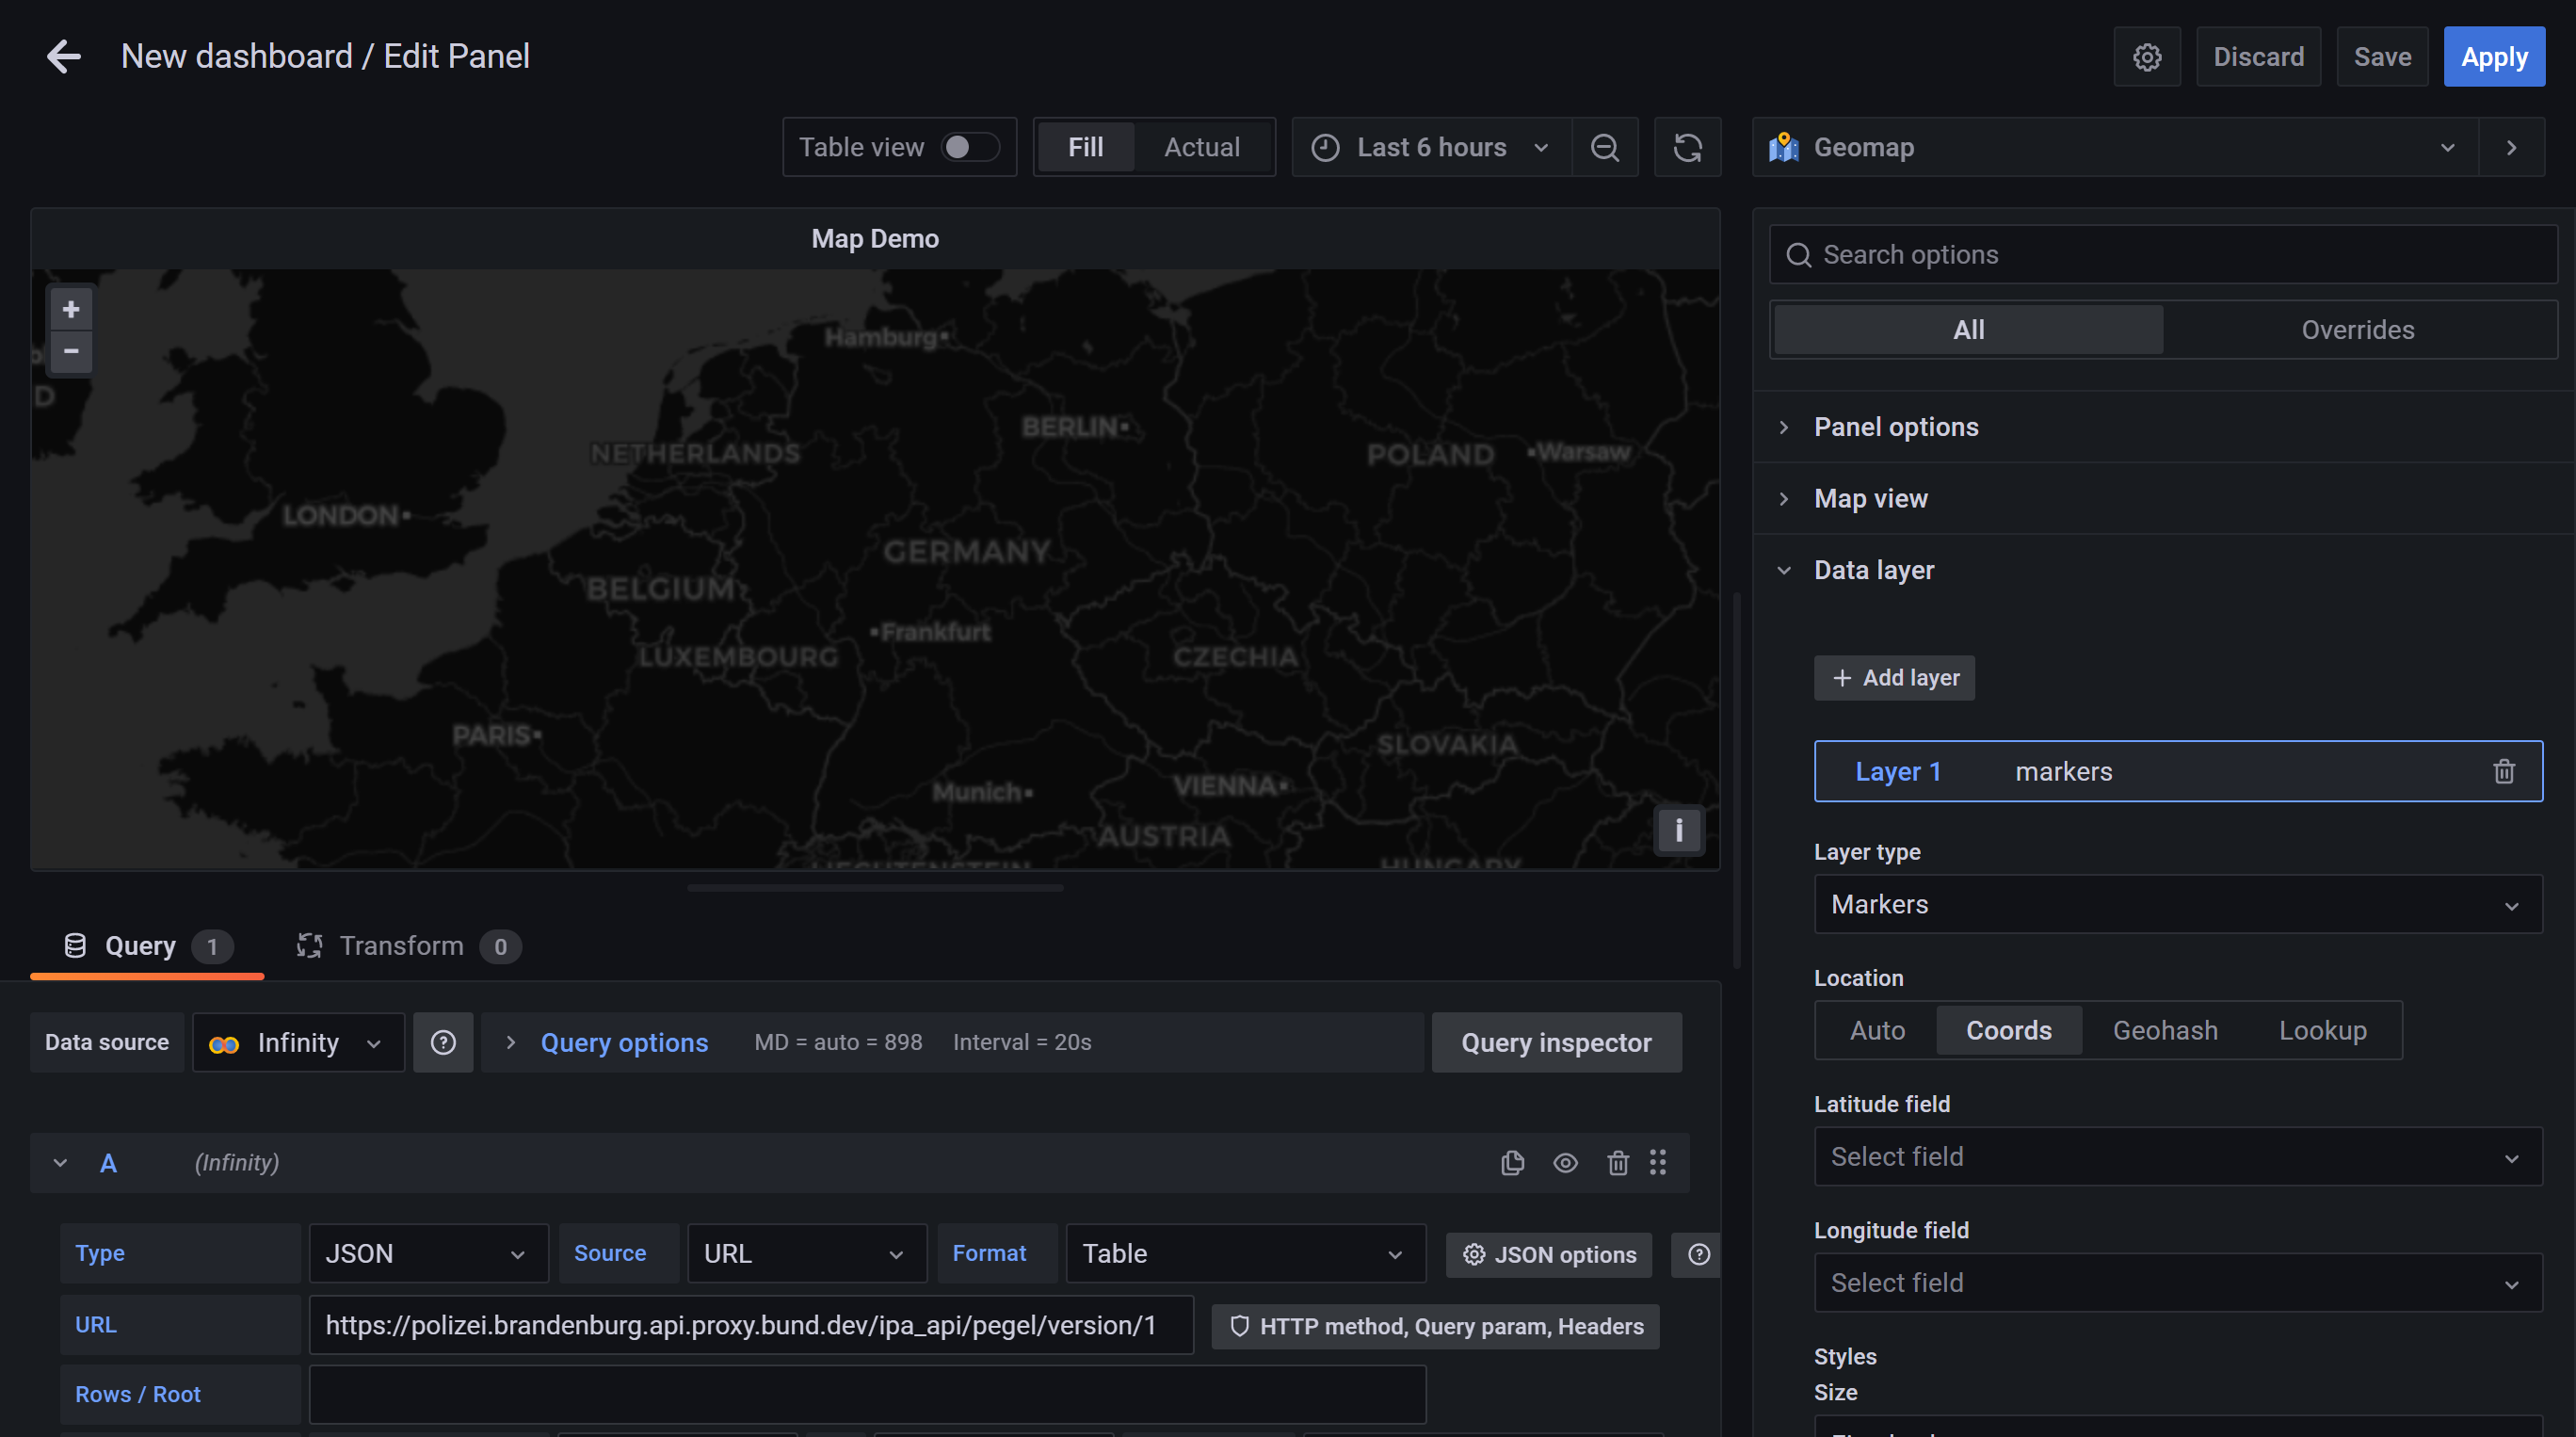 New dashboard / Edit Panel
Discard
Save
Apply
Table view
Fill
Actual
Last 6 hours
Geomap
Map Demo
Search options
All
Overrides
+
−
Hamburg
D
BERLIN
NETHERLANDS
POLAND
Warsaw
LONDON
GERMANY
BELGIUM
Frankfurt
LUXEMBOURG
CZECHIA
PARIS
SLOVAKIA
VIENNA
Munich
AUSTRIA
LIECHTENSTEIN
HUNGARY
i
Panel options
Map view
Data layer
+ Add layer
Layer 1 markers
Layer type
Markers
Location
Auto Coords Geohash Lookup
Latitude field
Select field
Longitude field
Select field
Styles
Size
Query 1
Transform 0
Data source
Infinity
Query options
MD = auto = 898
Interval = 20s
Query inspector
A
(Infinity)
Type
JSON
Source
URL
Format
Table
JSON options
URL
https://polizei.brandenburg.api.proxy.bund.dev/ipa_api/pegel/version/1
HTTP method, Query param, Headers
Rows / Root